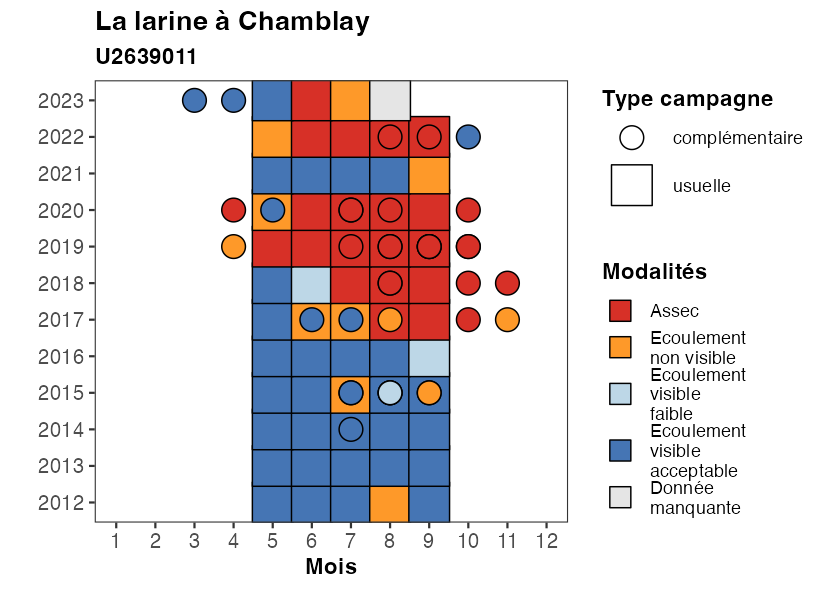 La larine à Chamblay
U2639011
2023
2022
2021
2020
2019
2018
2017
2016
2015
2014
2013
2012
1 2 3 4 5 6 7 8 9 10 11 12
Mois
Type campagne
complémentaire
usuelle
Modalités
Assec
Ecoulement
non visible
Ecoulement
visible
faible
Ecoulement
visible
acceptable
Donnée
manquante